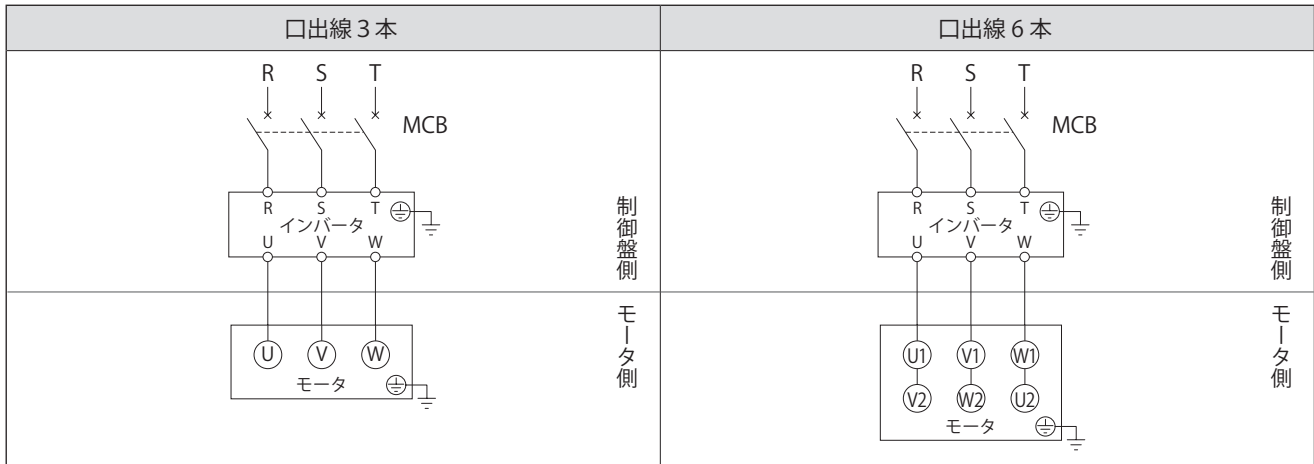 口出線3本
口出線6本
R S T
MCB
R S T
インバータ
U V W
制御盤側
U V W
モータ
モータ側
R S T
MCB
R S T
インバータ
U V W
制御盤側
U1 V1 W1
V2 W2 U2
モータ
モータ側